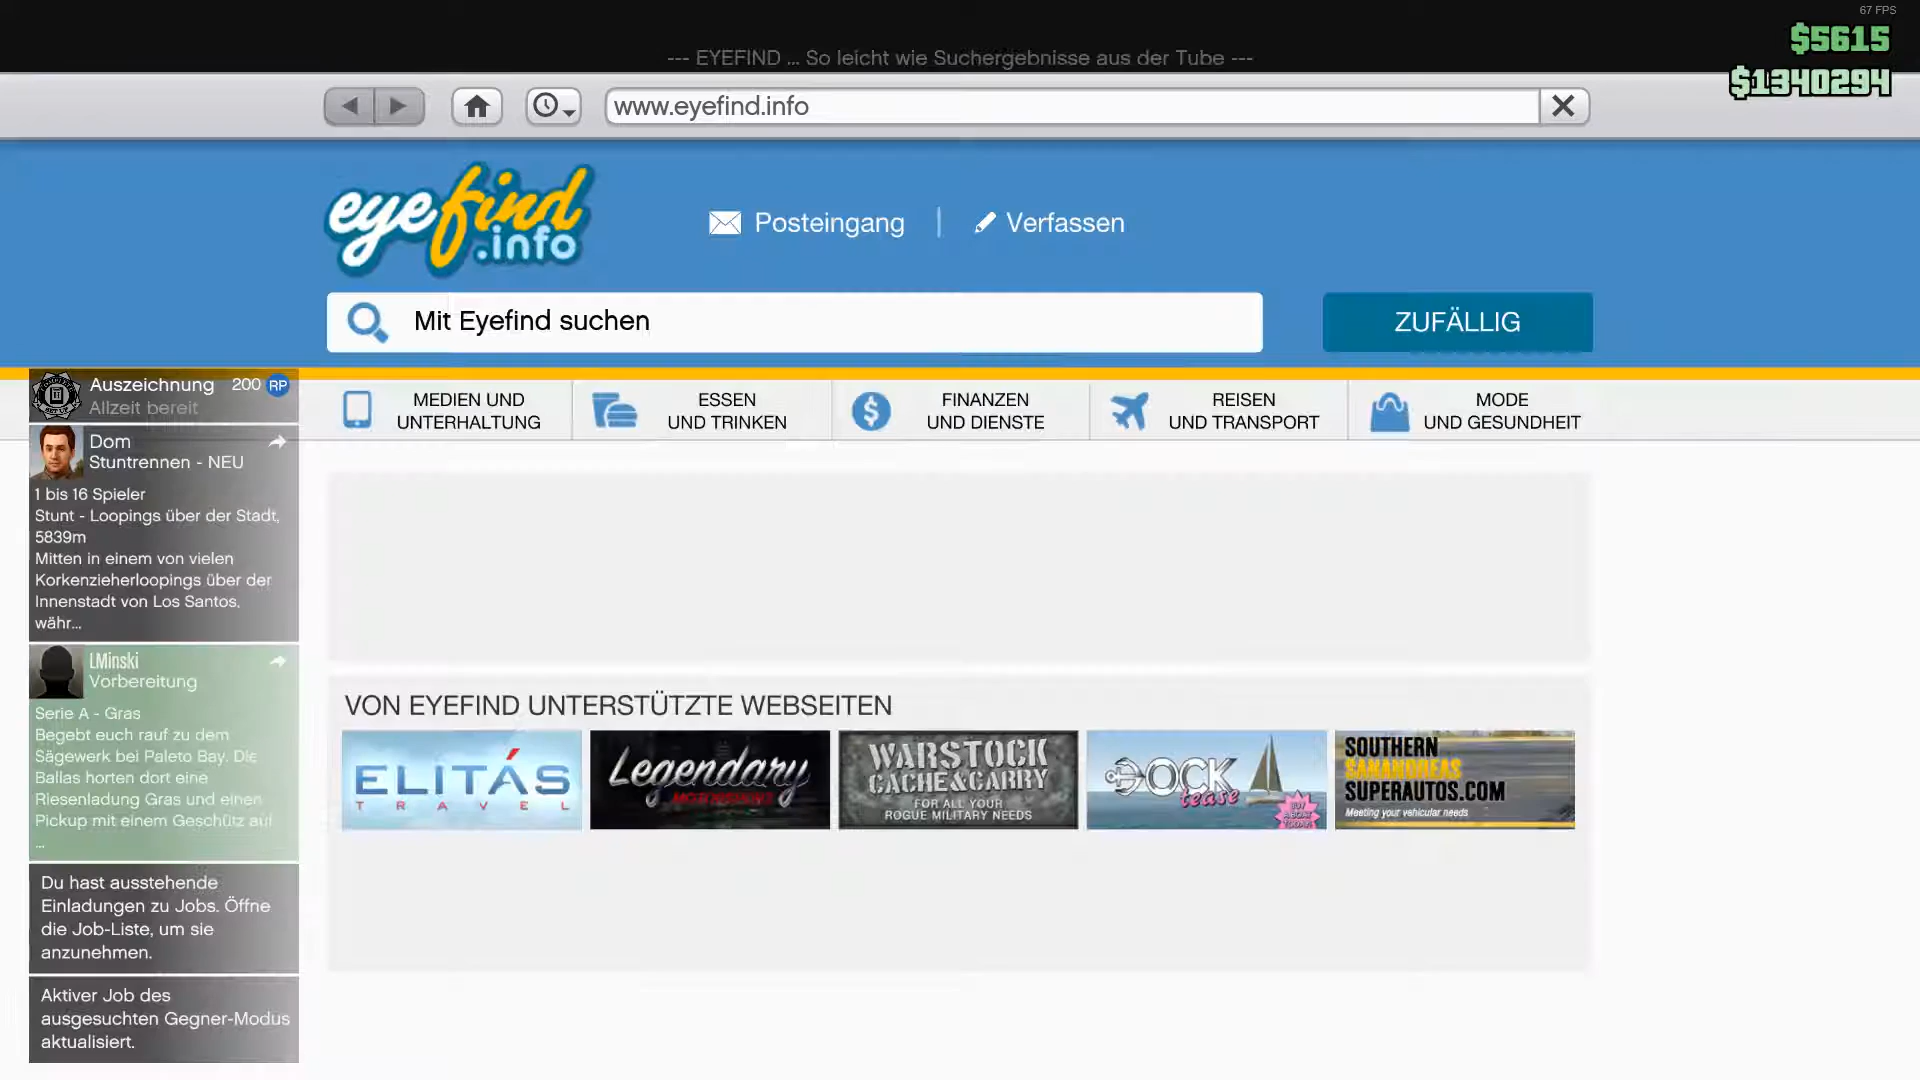 67 FPS
$5615
$1340294
--- EYEFIND ... So leicht wie Suchergebnisse aus der Tube ---
www.eyefind.info
eyefind.info
Posteingang
Verfassen
Mit Eyefind suchen
ZUFÄLLIG
MEDIEN UND
UNTERHALTUNG
ESSEN
UND TRINKEN
FINANZEN
UND DIENSTE
REISEN
UND TRANSPORT
MODE
UND GESUNDHEIT
Auszeichnung 200 RP
Allzeit bereit
Dom
Stuntrennen - NEU
1 bis 16 Spieler
Stunt - Loopings über der Stadt,
5839m
Mitten in einem von vielen
Korkenzieherloopings über der
Innenstadt von Los Santos,
währ...
LMinski
Vorbereitung
Serie A - Gras
Begebt euch rauf zu dem
Sägewerk bei Paleto Bay. Die
Ballas horten dort eine
Riesenladung Gras und einen
Pickup mit einem Geschütz auf
...
Du hast ausstehende
Einladungen zu Jobs. Öffne
die Job-Liste, um sie
anzunehmen.
Aktiver Job des
ausgesuchten Gegner-Modus
aktualisiert.
VON EYEFIND UNTERSTÜTZTE WEBSEITEN
ELITÁS
TRAVEL
Legendary
MOTORSPORT
WARSTOCK
CACHE&CARRY
FOR ALL YOUR
ROGUE MILITARY NEEDS
DOCK
tease
BUY
A BOAT
TODAY!
SOUTHERN
SANANDREAS
SUPERAUTOS.COM
Meeting your vehicular needs